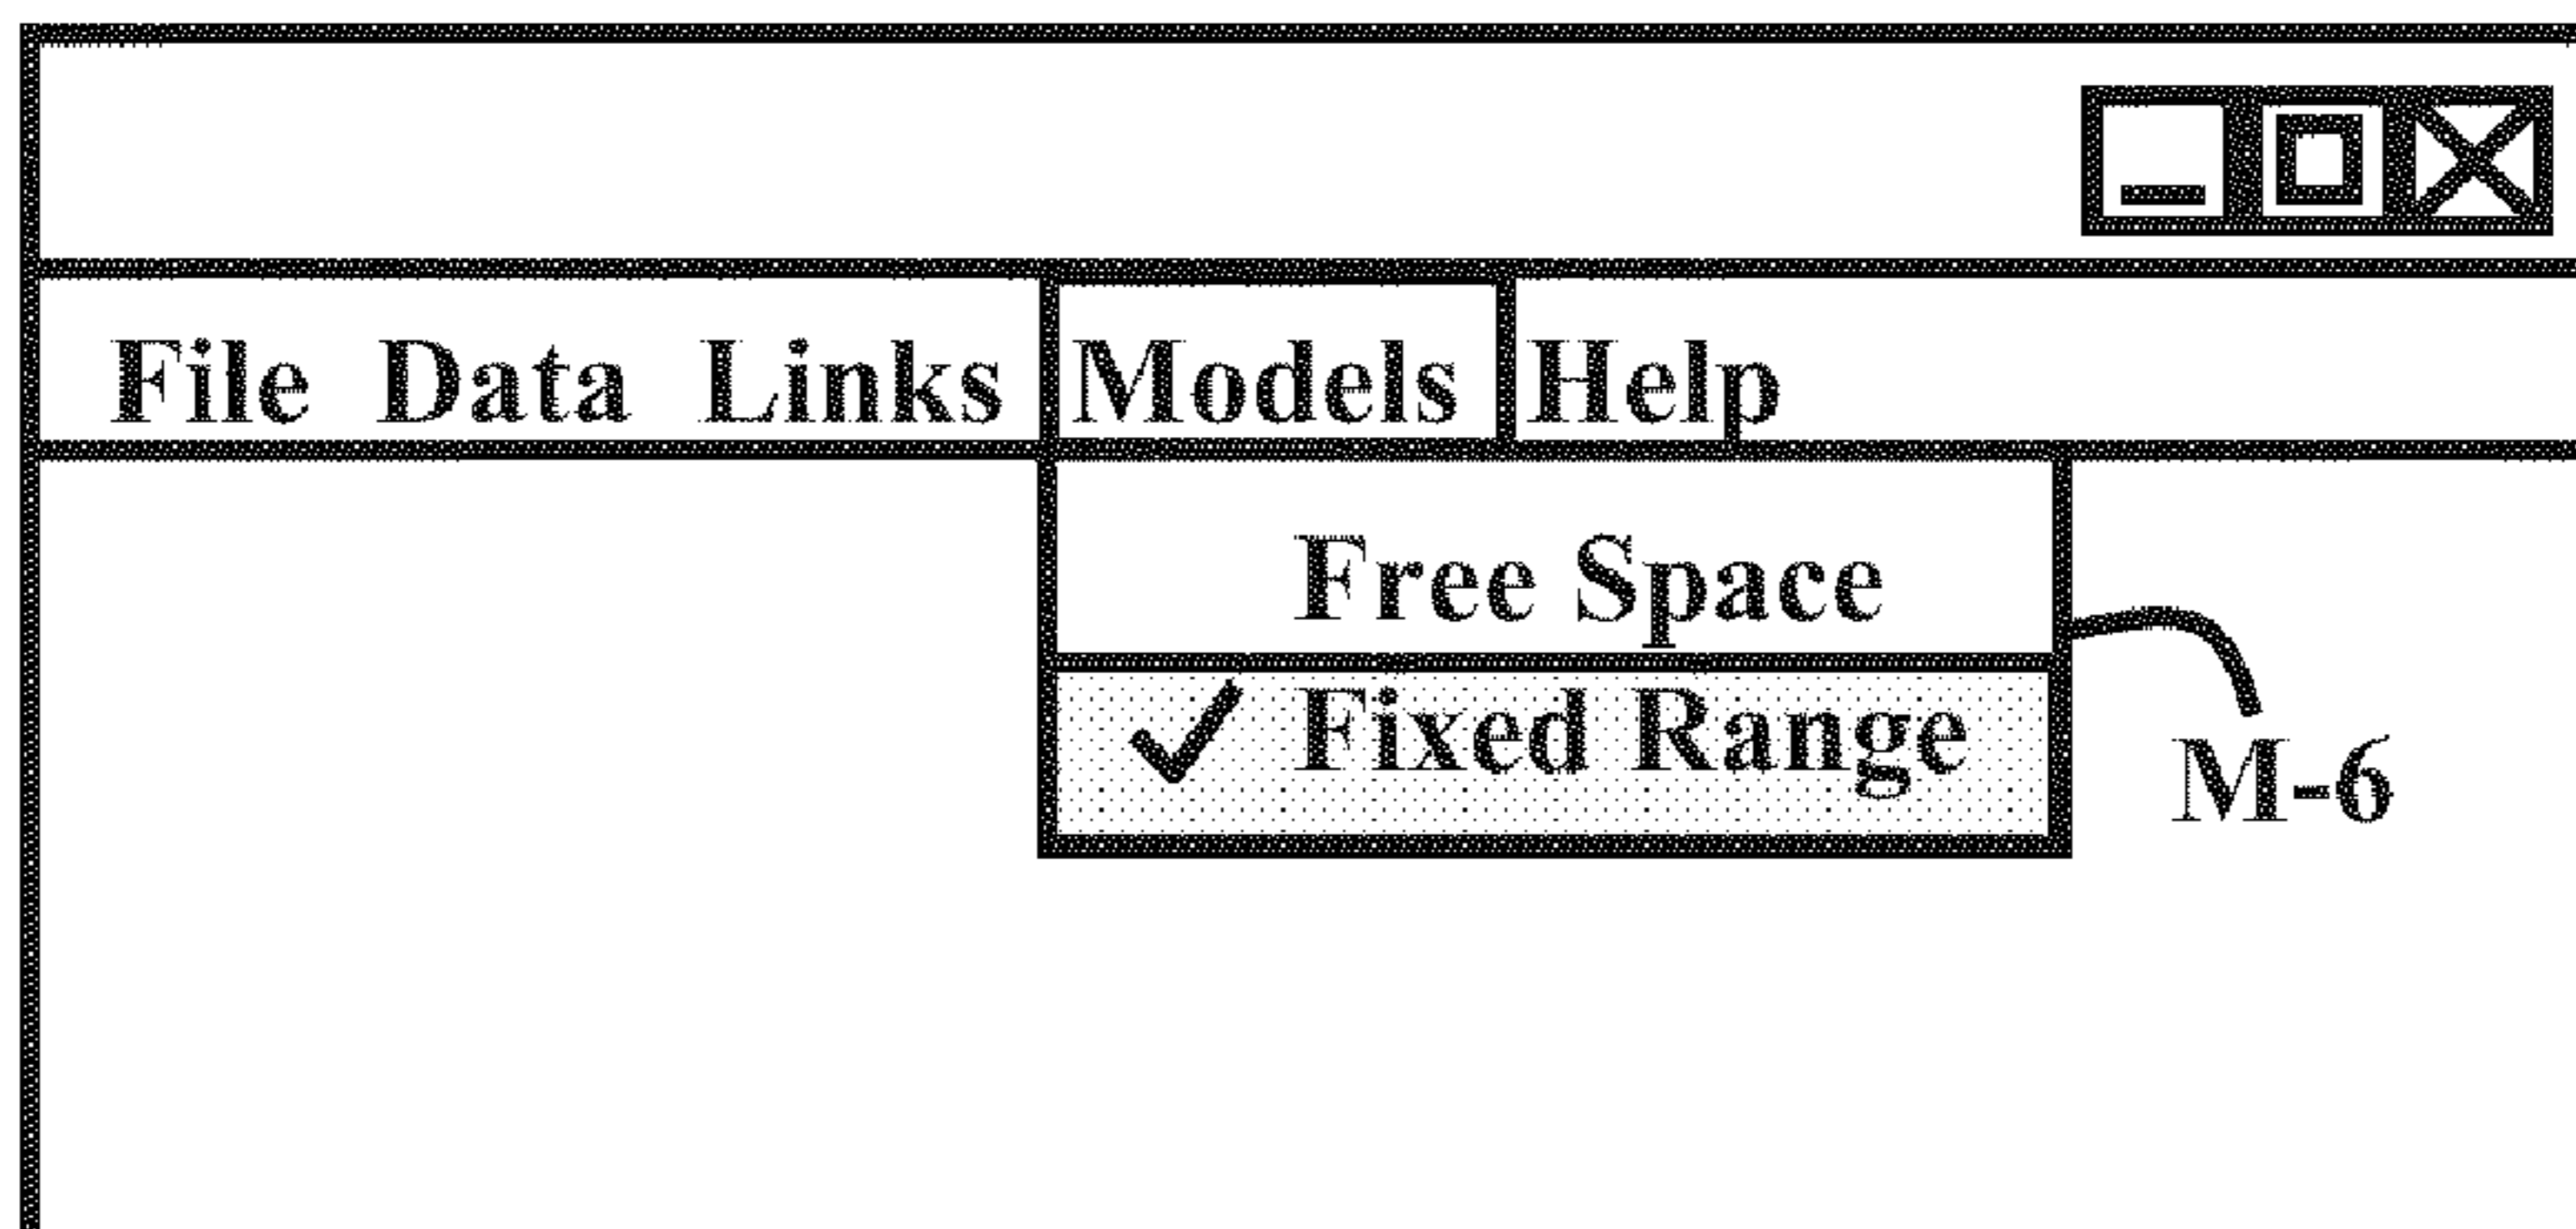 File Data Links Models Help
Free Space
✓ Fixed Range
M-6